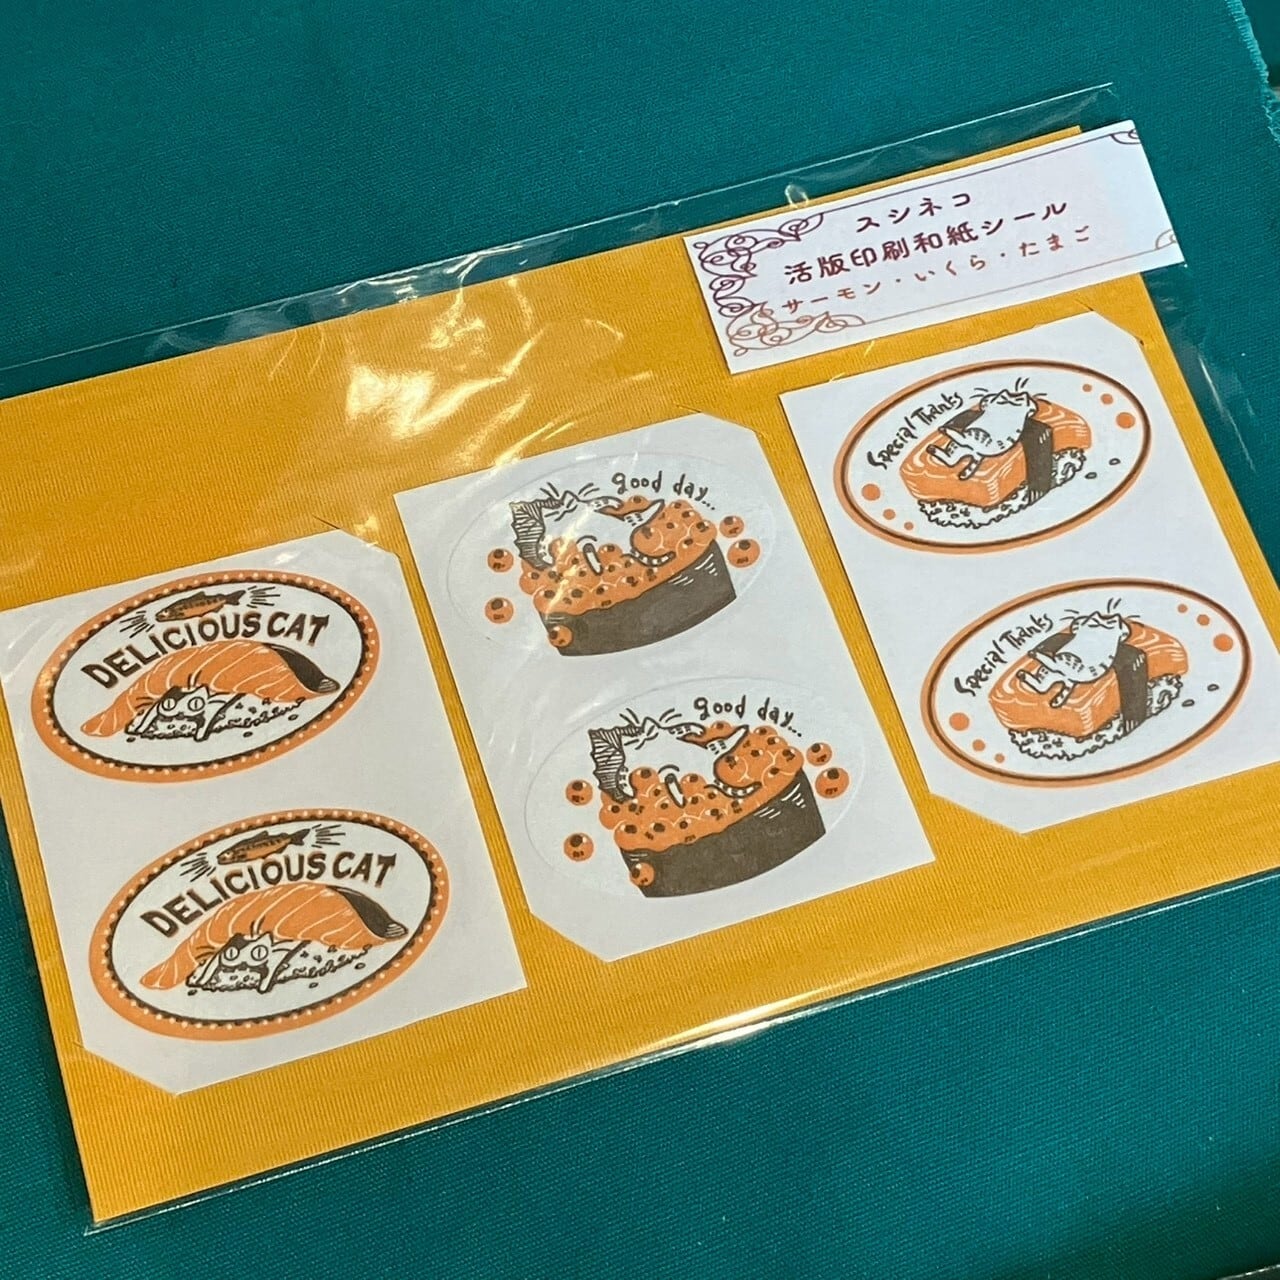 スシネコ
活版印刷和紙シール
サーモン・いくら・たまご
DELICIOUS CAT
DELICIOUS CAT
good day...
good day...
Special Thanks
Special Thanks